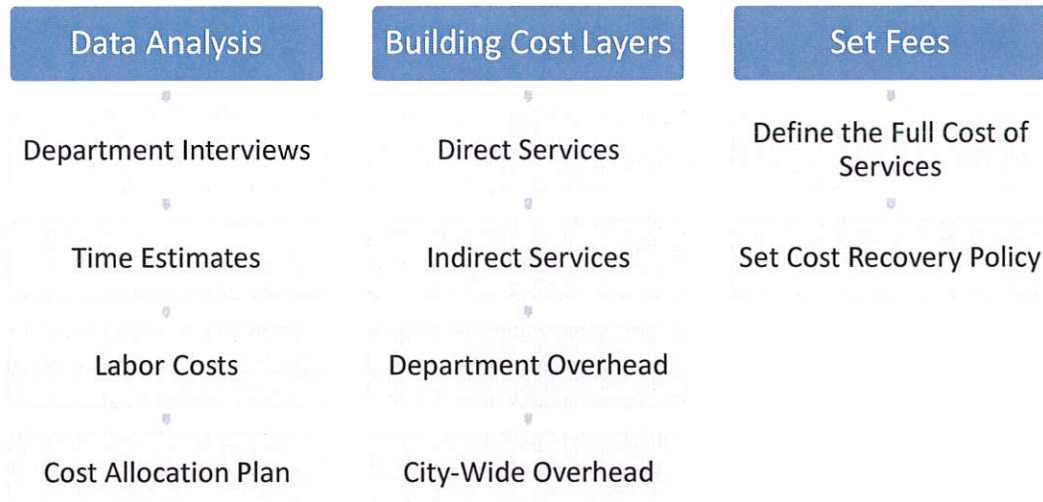 Data Analysis
Department Interviews
Time Estimates
Labor Costs
Cost Allocation Plan
Building Cost Layers
Direct Services
Indirect Services
Department Overhead
City-Wide Overhead
Set Fees
Define the Full Cost of
Services
Set Cost Recovery Policy